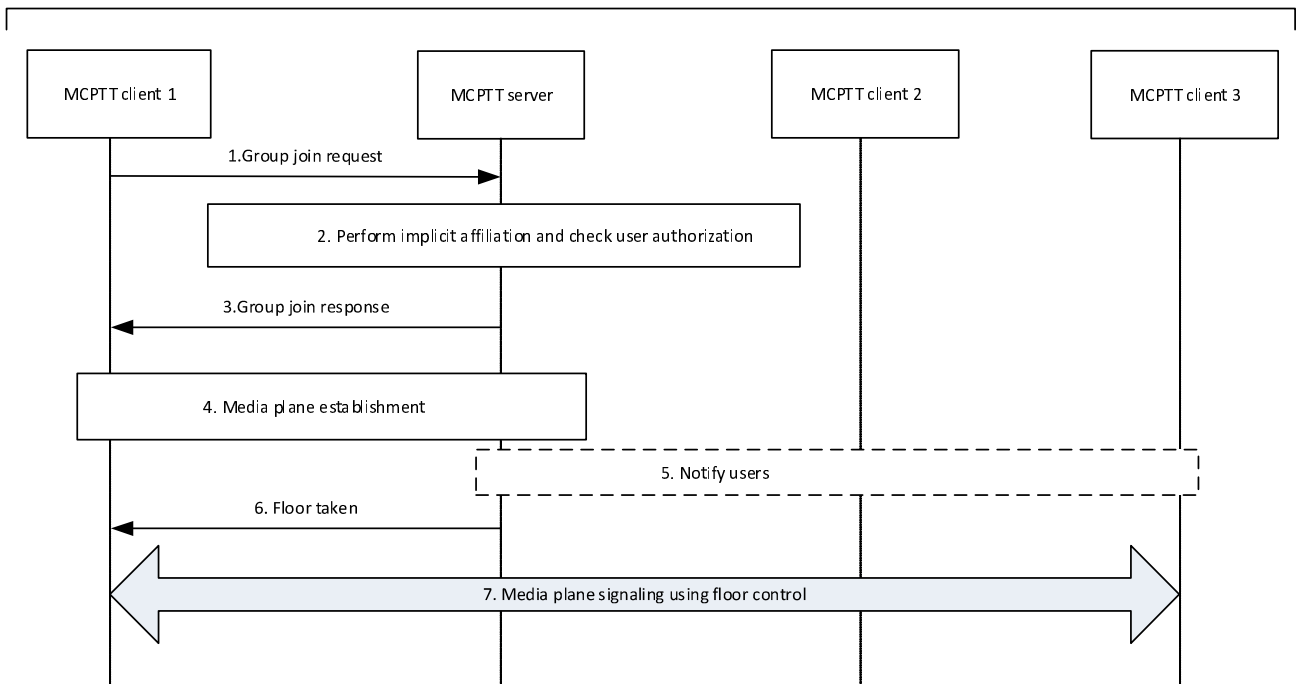 MCPTT client 1
MCPTT server
MCPTT client 2
MCPTT client 3
1.Group join request
2. Perform implicit affiliation and check user authorization
3.Group join response
4. Media plane establishment
5. Notify users
6. Floor taken
7. Media plane signaling using floor control